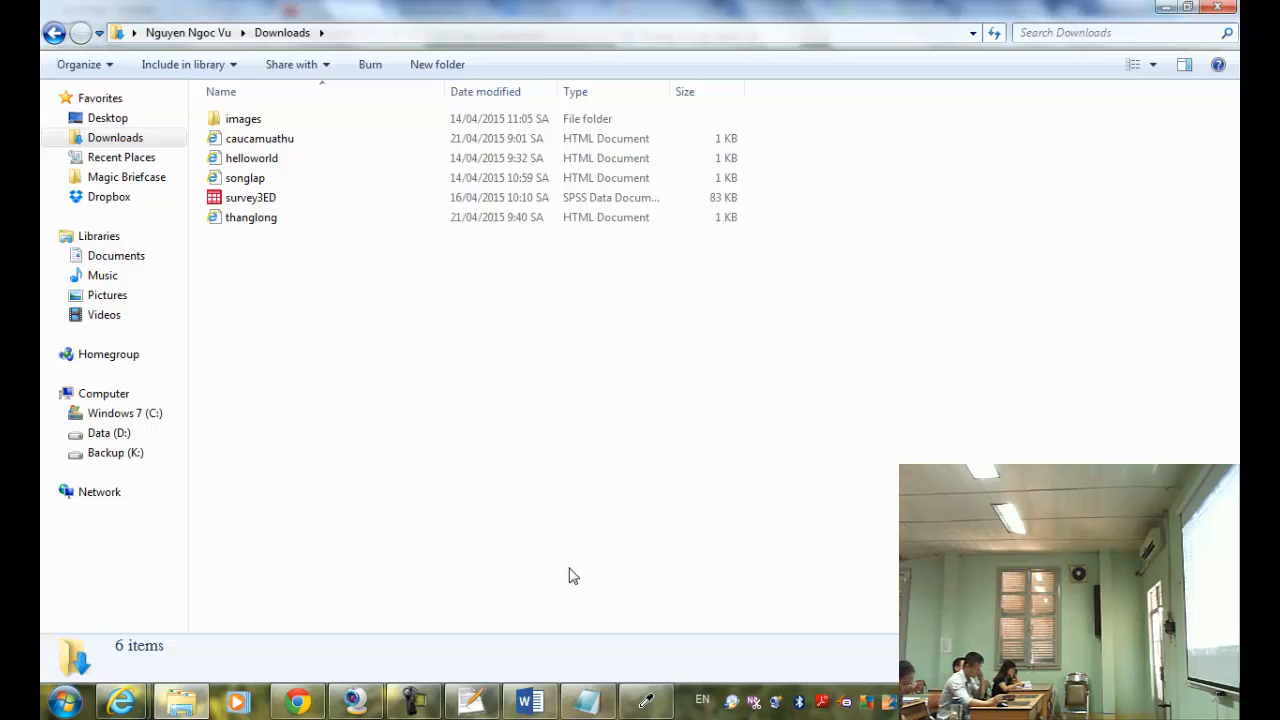 Nguyen Ngoc Vu Downloads Search Downloads
Organize Include in library Share with Burn New folder
Name Date modified Type Size
Favorites
Desktop
Downloads
Recent Places
Magic Briefcase
Dropbox
Libraries
Documents
Music
Pictures
Videos
Homegroup
Computer
Windows 7 (C:)
Data (D:)
Backup (K:)
Network
images 14/04/2015 11:05 SA File folder
caucamuathu 21/04/2015 9:01 SA HTML Document 1 KB
helloworld 14/04/2015 9:32 SA HTML Document 1 KB
songlap 14/04/2015 10:59 SA HTML Document 1 KB
survey3ED 16/04/2015 10:10 SA SPSS Data Docum... 83 KB
thanglong 21/04/2015 9:40 SA HTML Document 1 KB
6 items
EN